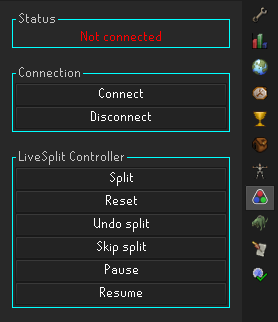 Status
Not connected
Connection
Connect
Disconnect
LiveSplit Controller
Split
Reset
Undo split
Skip split
Pause
Resume